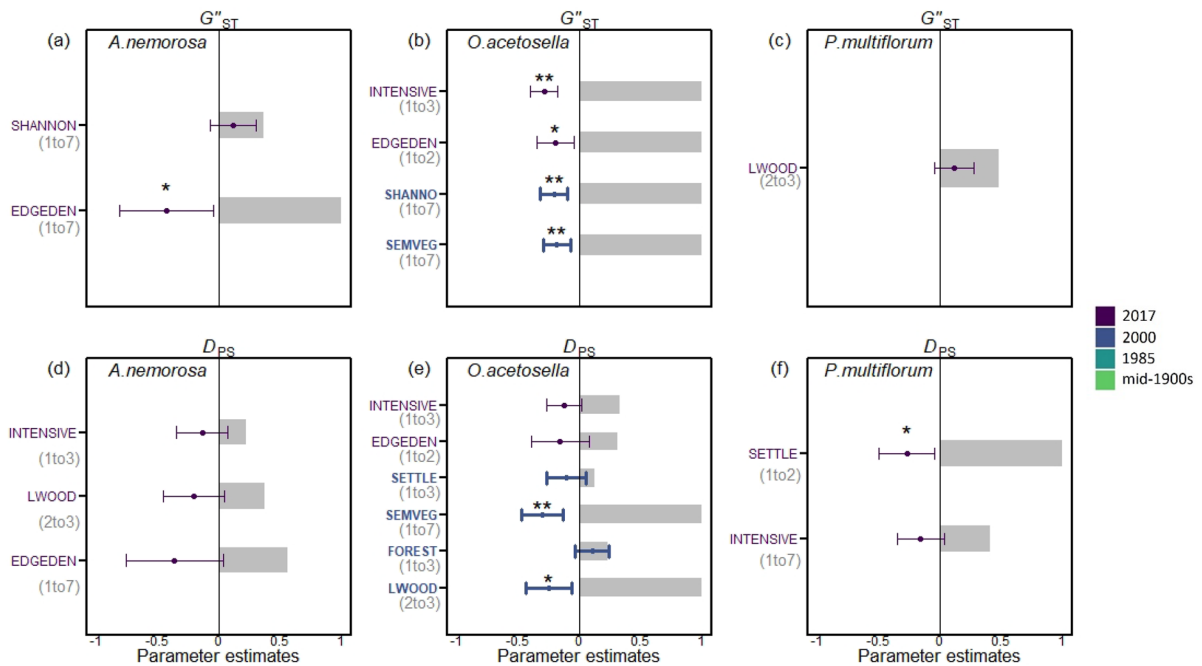 G"ST
(a) A.nemorosa
SHANNON
(1to7)
*
EDGEDEN
(1to7)
G"ST
(b) O.acetosella
**
INTENSIVE
(1to3)
*
EDGEDEN
(1to2)
**
SHANNO
(1to7)
**
SEMVEG
(1to7)
G"ST
(c) P.multiflorum
LWOOD
(2to3)
2017
2000
1985
mid-1900s
DPS
(d) A.nemorosa
INTENSIVE
(1to3)
LWOOD
(2to3)
EDGEDEN
(1to7)
-1 -0.5 0 0.5 1
Parameter estimates
DPS
(e) O.acetosella
INTENSIVE
(1to3)
EDGEDEN
(1to2)
SETTLE
(1to3)
**
SEMVEG
(1to7)
FOREST
(1to3)
*
LWOOD
(2to3)
-1 -0.5 0 0.5 1
Parameter estimates
DPS
(f) P.multiflorum
*
SETTLE
(1to2)
INTENSIVE
(1to7)
-1 -0.5 0 0.5 1
Parameter estimates